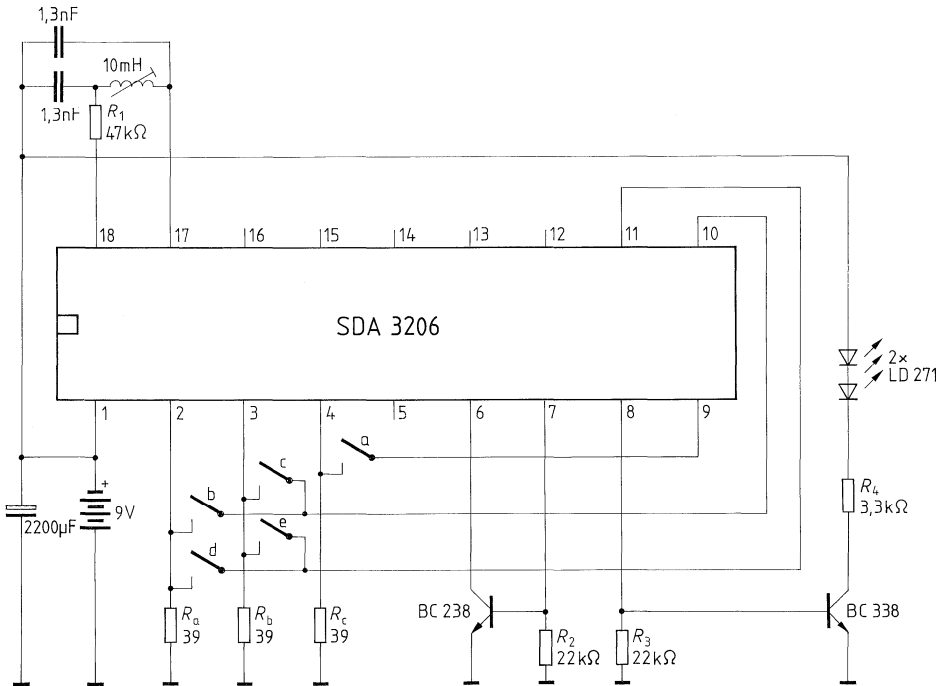 1,3nF
10mH
1,3nF
R1
47kΩ
18 17 16 15 14 13 12 11 10
SDA 3206
2×
LD 271
1 2 3 4 5 6 7 8 9
a
c
b
e
d
+
9V
2200µF
R4
3,3kΩ
Ra
39
Rb
39
Rc
39
BC 238
R2
22kΩ
R3
22kΩ
BC 338